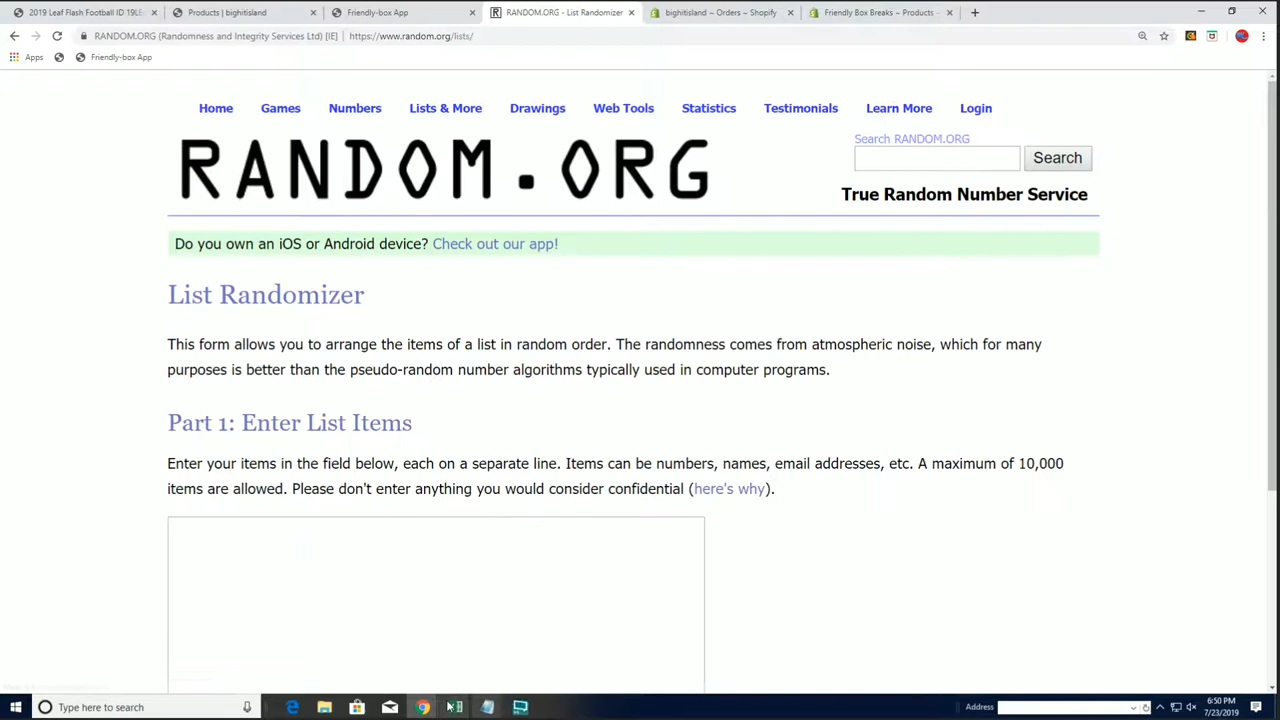 2019 Leaf Flash Football ID 19LE
Products | bighitisland
Friendly-box App
RANDOM.ORG - List Randomizer
bighitisland ~ Orders ~ Shopify
Friendly Box Breaks ~ Products ~
RANDOM.ORG (Randomness and Integrity Services Ltd) [IE] | https://www.random.org/lists/
Apps
Friendly-box App
Home Games Numbers Lists & More Drawings Web Tools Statistics Testimonials Learn More Login
RANDOM.ORG
Search RANDOM.ORG
Search
True Random Number Service
Do you own an iOS or Android device? Check out our app!
List Randomizer
This form allows you to arrange the items of a list in random order. The randomness comes from atmospheric noise, which for many
purposes is better than the pseudo-random number algorithms typically used in computer programs.
Part 1: Enter List Items
Enter your items in the field below, each on a separate line. Items can be numbers, names, email addresses, etc. A maximum of 10,000
items are allowed. Please don't enter anything you would consider confidential (here's why).
Type here to search
Address
6:50 PM
7/23/2019